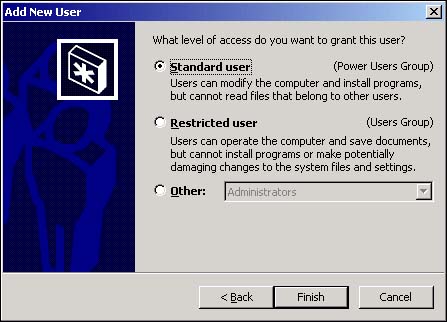 Add New User
What level of access do you want to grant this user?
Standard user (Power Users Group)
Users can modify the computer and install programs,
but cannot read files that belong to other users.
Restricted user (Users Group)
Users can operate the computer and save documents,
but cannot install programs or make potentially
damaging changes to the system files and settings.
Other: Administrators
< Back Finish Cancel